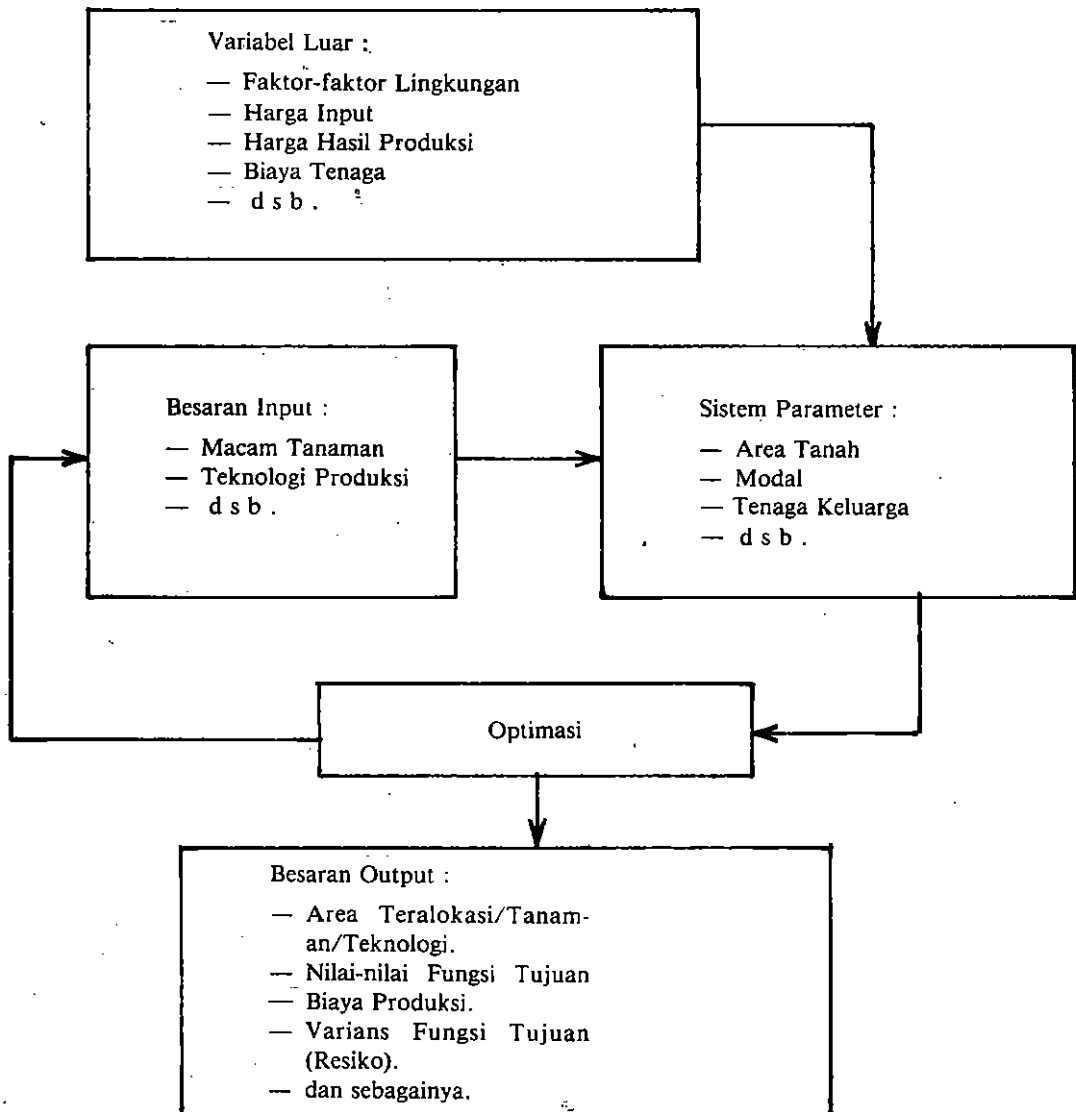 Variabel Luar :
— Faktor-faktor Lingkungan
— Harga Input
— Harga Hasil Produksi
— Biaya Tenaga
— d s b .
Besaran Input :
— Macam Tanaman
— Teknologi Produksi
— d s b .
Sistem Parameter :
— Area Tanah
— Modal
— Tenaga Keluarga
— d s b .
Optimasi
Besaran Output :
— Area Teralokasi/Tanam-
an/Teknologi.
— Nilai-nilai Fungsi Tujuan
— Biaya Produksi.
— Varians Fungsi Tujuan
(Resiko).
— dan sebagainya.